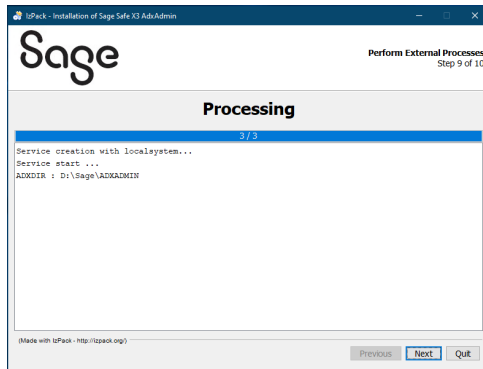 IzPack - Installation of Sage Safe X3 AdxAdmin
Sage
Perform External Processes
Step 9 of 10
Processing
3 / 3
Service creation with localsystem...
Service start ...
ADXDIR : D:\Sage\ADXADMIN
(Made with IzPack - http://izpack.org/)
Previous Next Quit